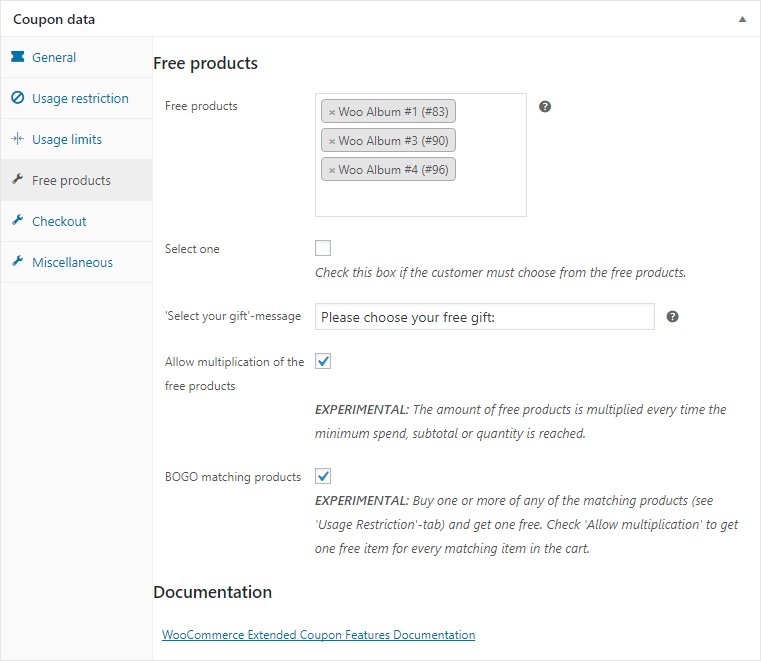 Coupon data
General
Usage restriction
Usage limits
Free products
Checkout
Miscellaneous
Free products
Free products
× Woo Album #1 (#83)
× Woo Album #3 (#90)
× Woo Album #4 (#96)
Select one
Check this box if the customer must choose from the free products.
'Select your gift'-message
Please choose your free gift:
Allow multiplication of the
free products
EXPERIMENTAL: The amount of free products is multiplied every time the
minimum spend, subtotal or quantity is reached.
BOGO matching products
EXPERIMENTAL: Buy one or more of any of the matching products (see
'Usage Restriction'-tab) and get one free. Check 'Allow multiplication' to get
one free item for every matching item in the cart.
Documentation
WooCommerce Extended Coupon Features Documentation